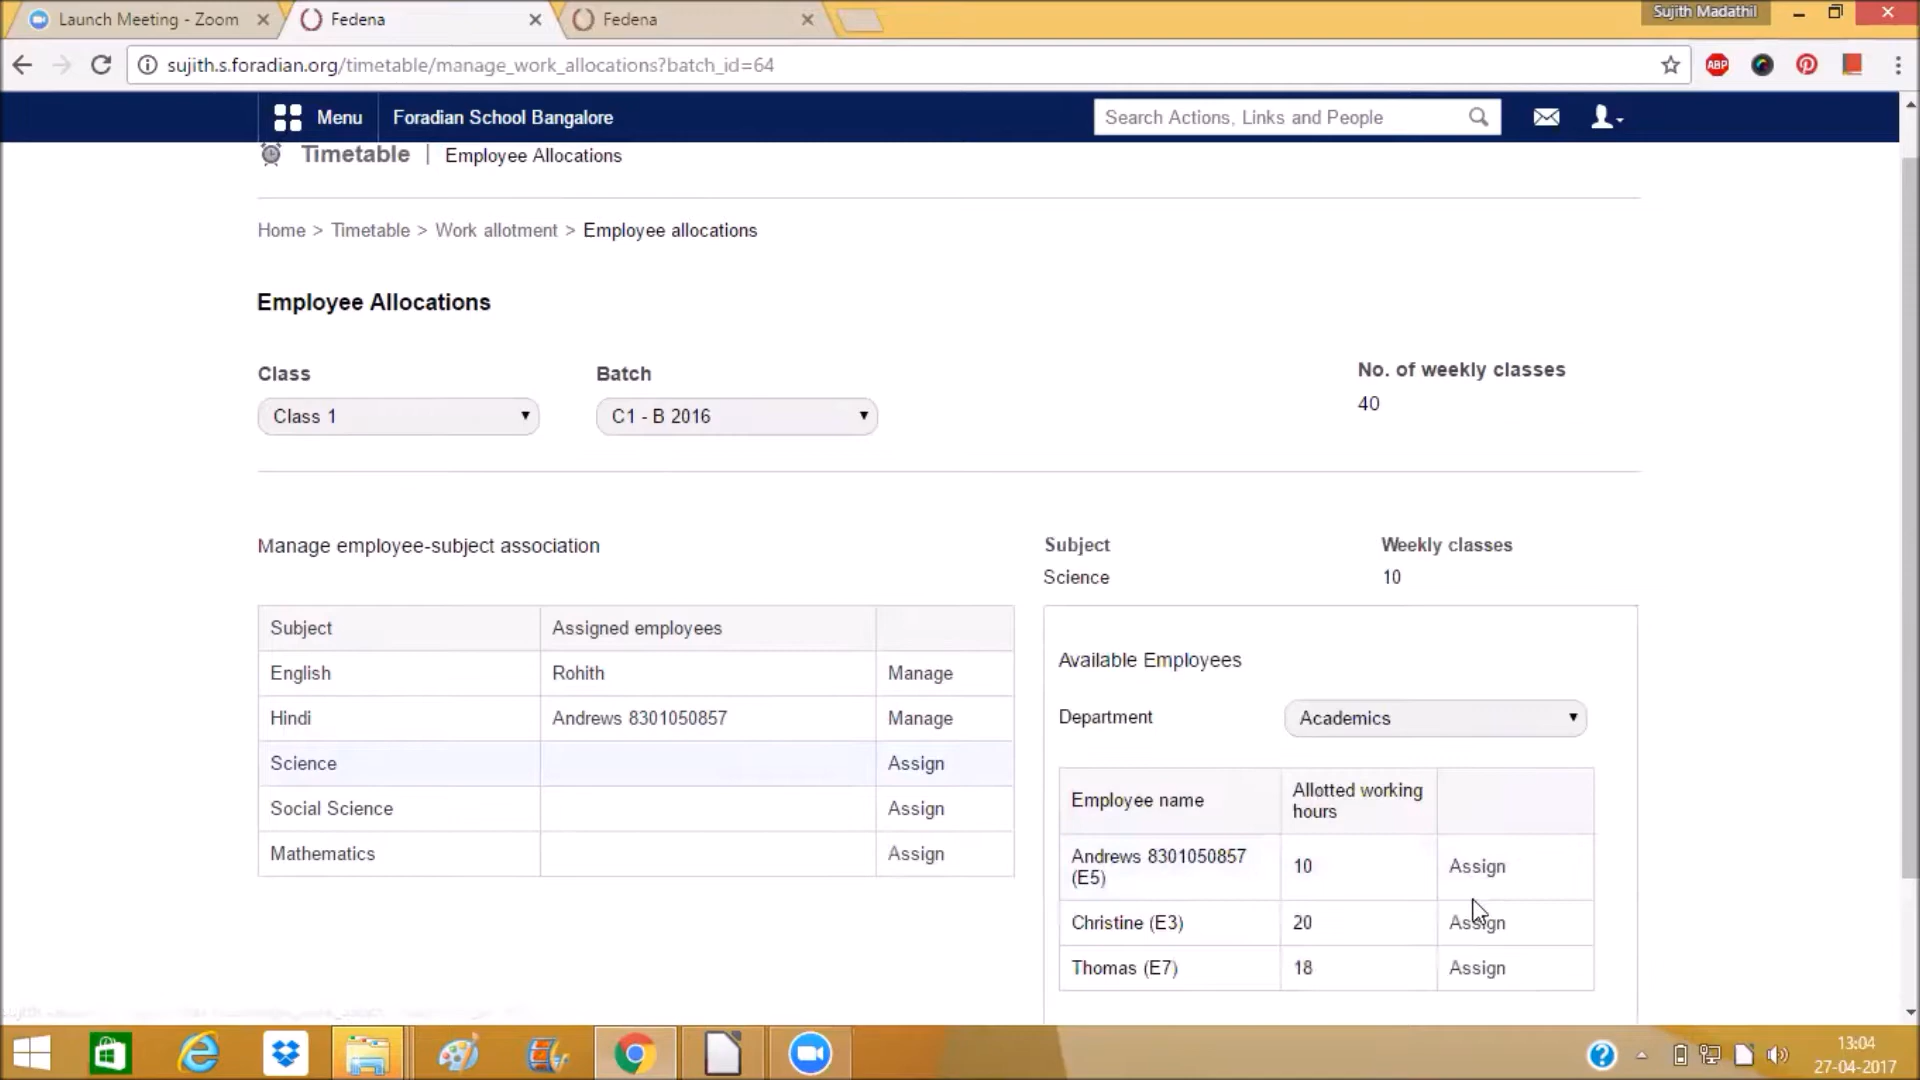 Launch Meeting - Zoom
Fedena
Fedena
Sujith Madathil
sujith.s.foradian.org/timetable/manage_work_allocations?batch_id=64
ABP
Menu
Foradian School Bangalore
Search Actions, Links and People
Timetable | Employee Allocations
Home > Timetable > Work allotment > Employee allocations
Employee Allocations
Class
Batch
No. of weekly classes
Class 1
C1 - B 2016
40
Manage employee-subject association
Subject Weekly classes
Science 10
Subject Assigned employees
English Rohith Manage
Hindi Andrews 8301050857 Manage
Science Assign
Social Science Assign
Mathematics Assign
Available Employees
Department Academics
Employee name Allotted working
hours
Andrews 8301050857
(E5) 10 Assign
Christine (E3) 20 Assign
Thomas (E7) 18 Assign
13:04
27-04-2017